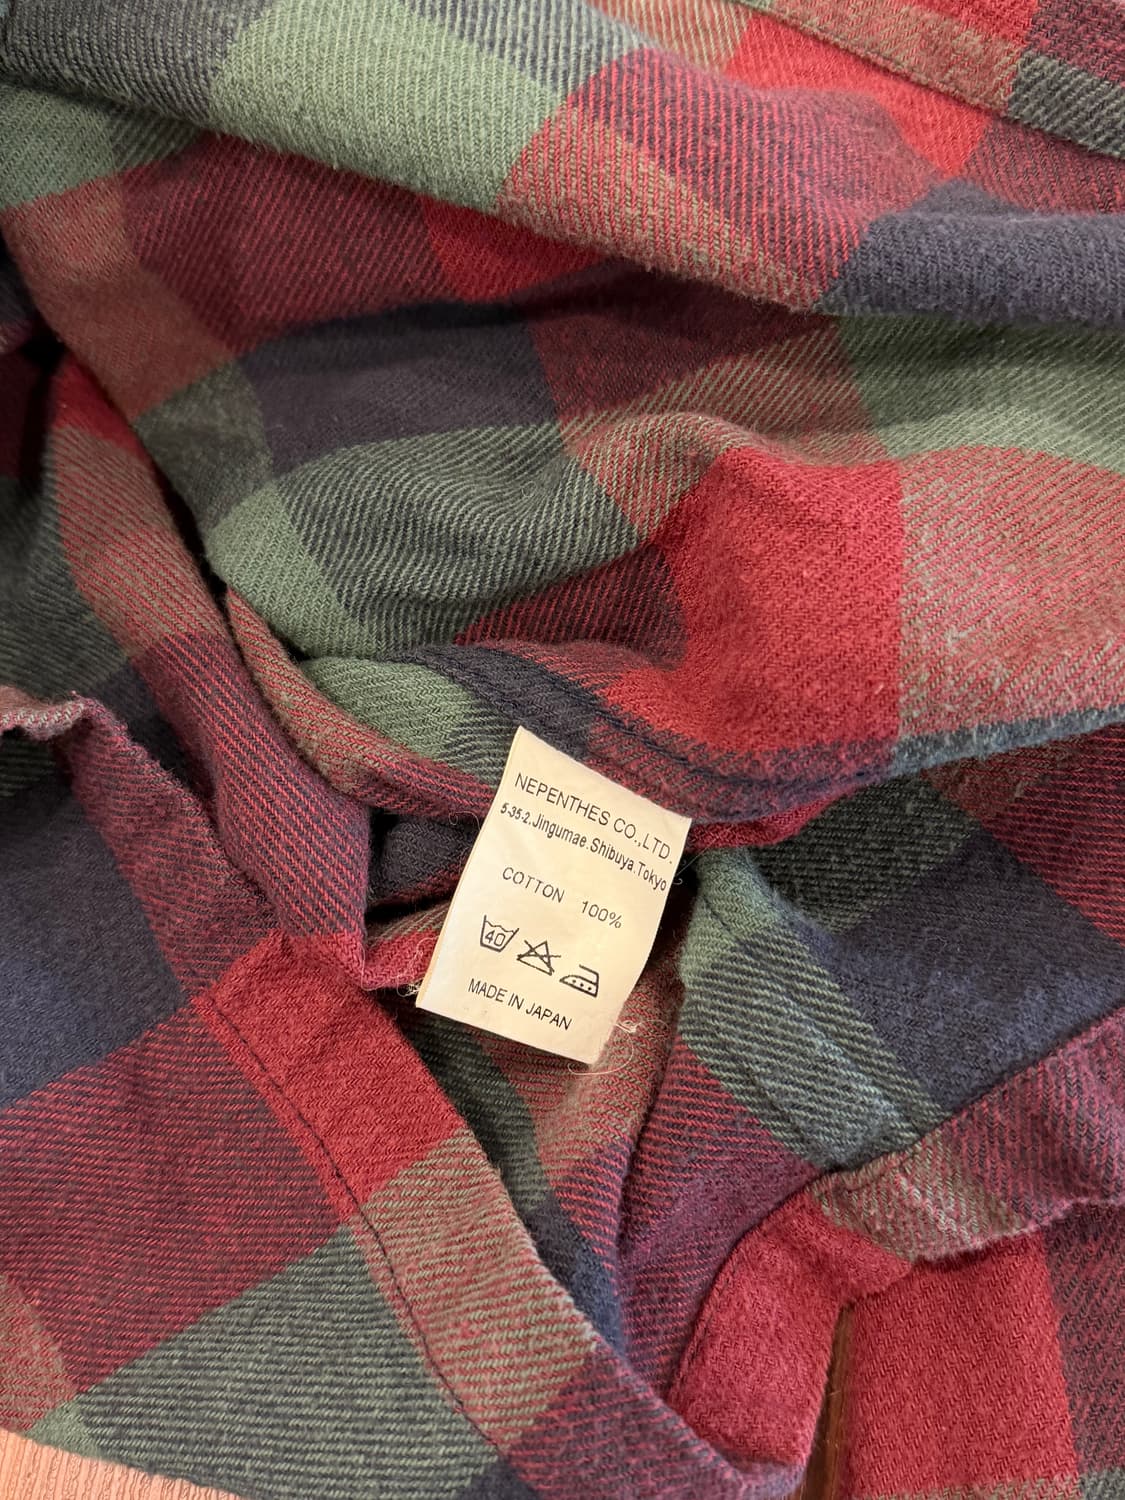 NEPENTHES CO.,LTD.
5-35-2.Jingumae.Shibuya.Tokyo
COTTON 100%
40
MADE IN JAPAN